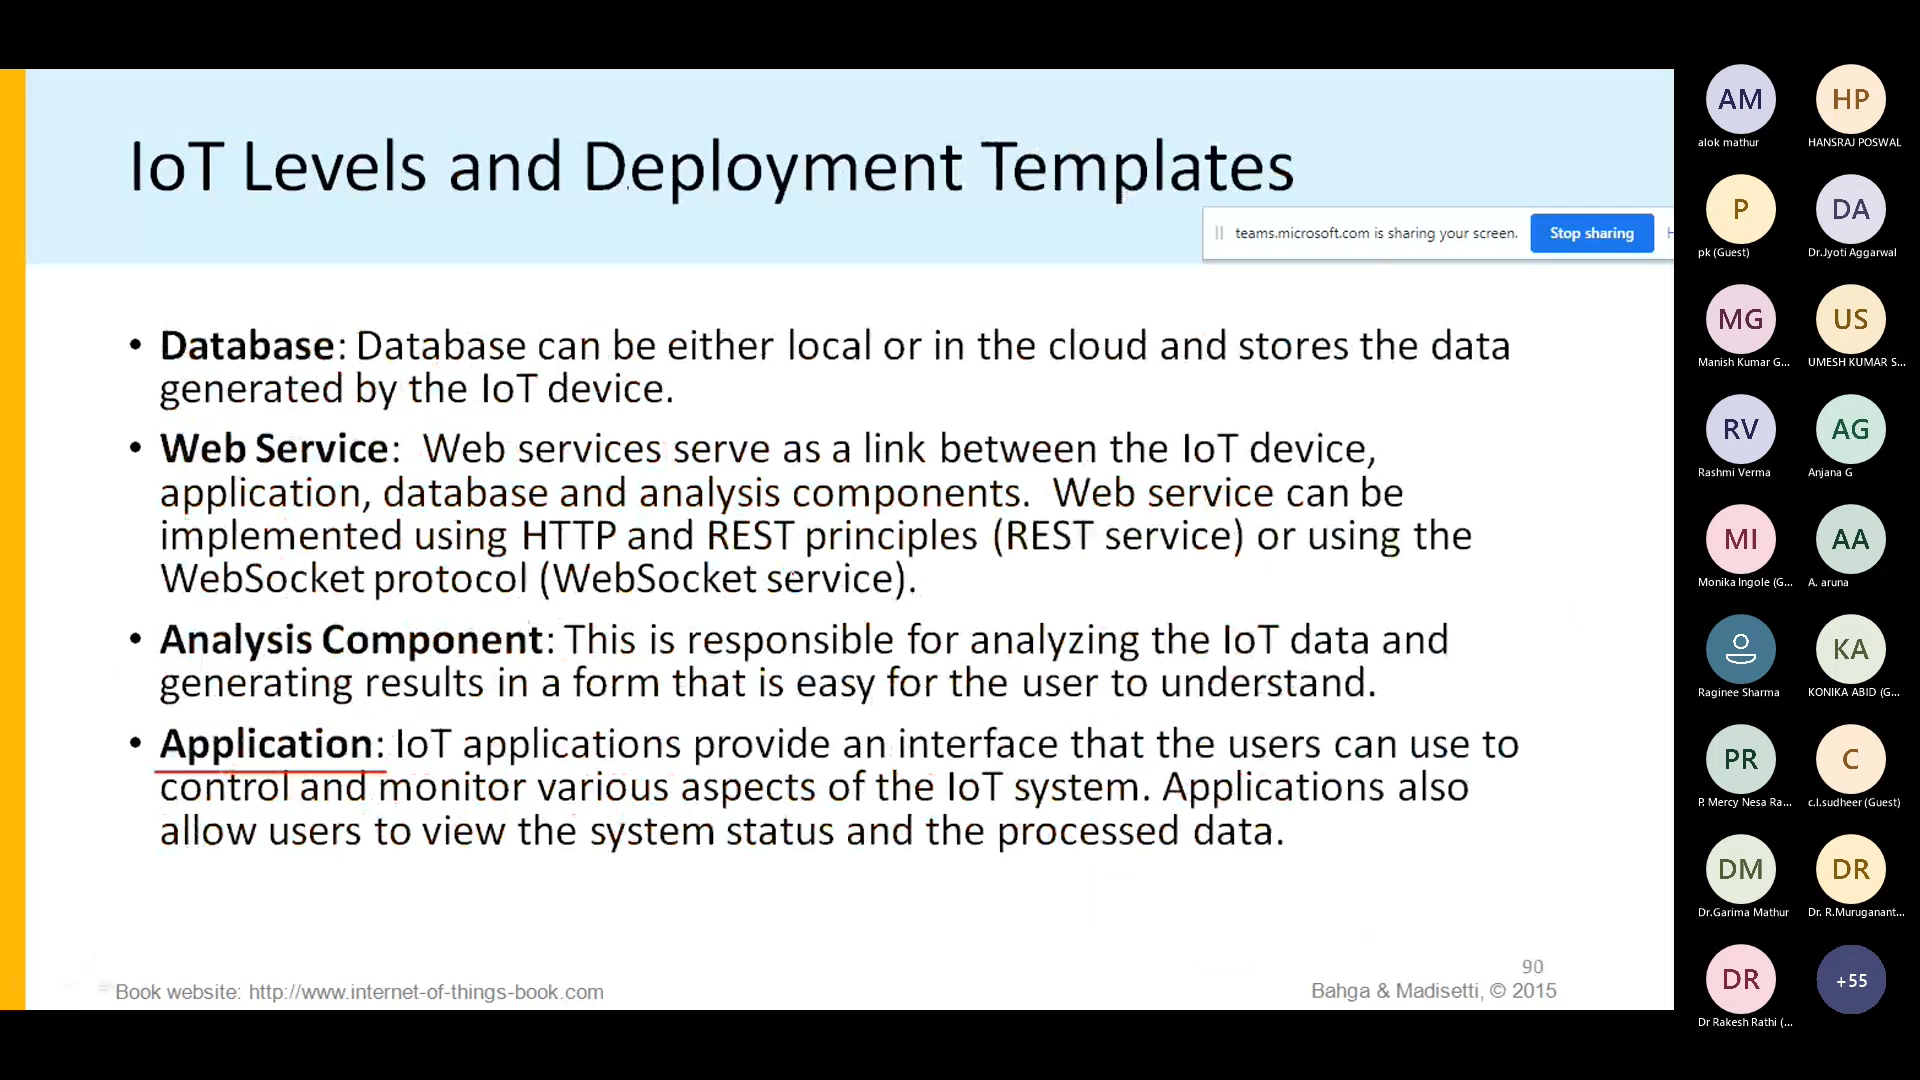 IoT Levels and Deployment Templates
teams.microsoft.com is sharing your screen. Stop sharing
• Database: Database can be either local or in the cloud and stores the data
generated by the IoT device.
• Web Service: Web services serve as a link between the IoT device,
application, database and analysis components. Web service can be
implemented using HTTP and REST principles (REST service) or using the
WebSocket protocol (WebSocket service).
• Analysis Component: This is responsible for analyzing the IoT data and
generating results in a form that is easy for the user to understand.
• Application: IoT applications provide an interface that the users can use to
control and monitor various aspects of the IoT system. Applications also
allow users to view the system status and the processed data.
90
Book website: http://www.internet-of-things-book.com
Bahga & Madisetti, © 2015
AM HP
alok mathur HANSRAJ POSWAL
P DA
pk (Guest) Dr.Jyoti Aggarwal
MG US
Manish Kumar G... UMESH KUMAR S...
RV AG
Rashmi Verma Anjana G
MI AA
Monika Ingole (G... A. aruna
KA
Raginee Sharma KONIKA ABID (G...
PR C
P. Mercy Nesa Ra... c.l.sudheer (Guest)
DM DR
Dr.Garima Mathur Dr. R.Muruganant...
DR +55
Dr Rakesh Rathi (...